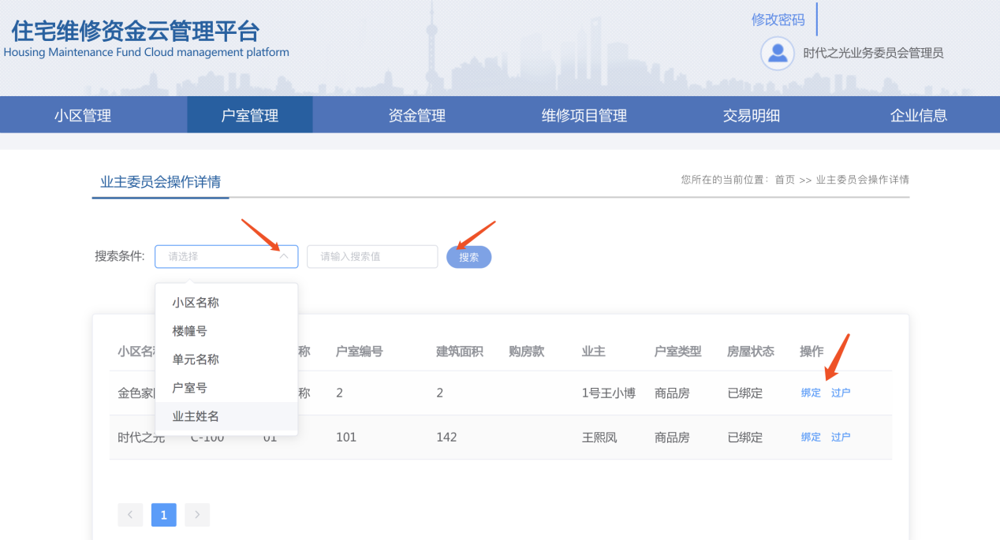 住宅维修资金云管理平台
Housing Maintenance Fund Cloud management platform
修改密码
时代之光业务委员会管理员
小区管理 户室管理 资金管理 维修项目管理 交易明细 企业信息
业主委员会操作详情
您所在的当前位置：首页 >> 业主委员会操作详情
搜索条件: 请选择 请输入搜索值 搜索
小区名称
楼幢号
单元名称
户室号
业主姓名
小区名 称 户室编号 建筑面积 购房款 业主 户室类型 房屋状态 操作
金色家 称 2 2 1号王小博 商品房 已绑定 绑定 过户
时代之光 C-100 01 101 142 王熙凤 商品房 已绑定 绑定 过户
< 1 >